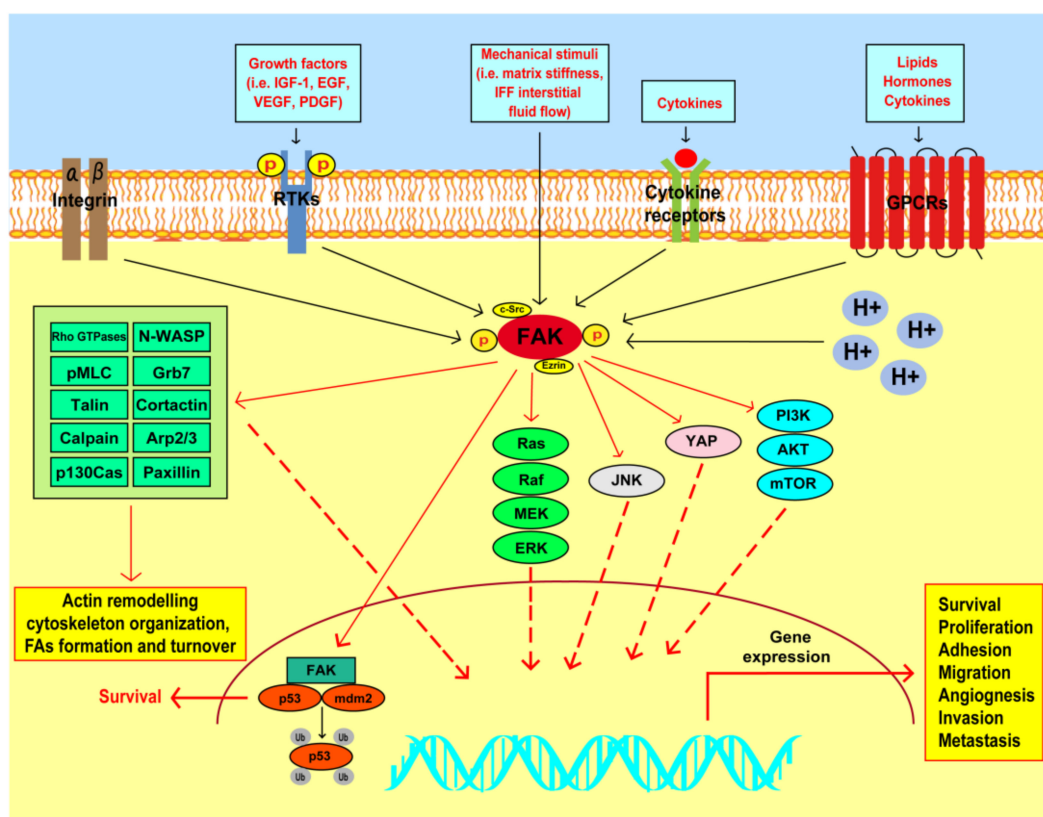 Growth factors
(i.e. IGF-1, EGF,
VEGF, PDGF)
Mechanical stimuli
(i.e. matrix stiffness,
IFF interstitial
fluid flow)
Cytokines
Lipids
Hormones
Cytokines
α β
Integrin
p p
RTKs
Cytokine
receptors
GPCRs
c-Src
p FAK p
Ezrin
H+
H+
H+
H+
Rho GTPases N-WASP
pMLC Grb7
Talin Cortactin
Calpain Arp2/3
p130Cas Paxillin
Ras
Raf
MEK
ERK
JNK
YAP
PI3K
AKT
mTOR
Actin remodelling
cytoskeleton organization,
FAs formation and turnover
Survival
FAK
p53 mdm2
Ub Ub
p53
Ub Ub
Gene
expression
Survival
Proliferation
Adhesion
Migration
Angiognesis
Invasion
Metastasis